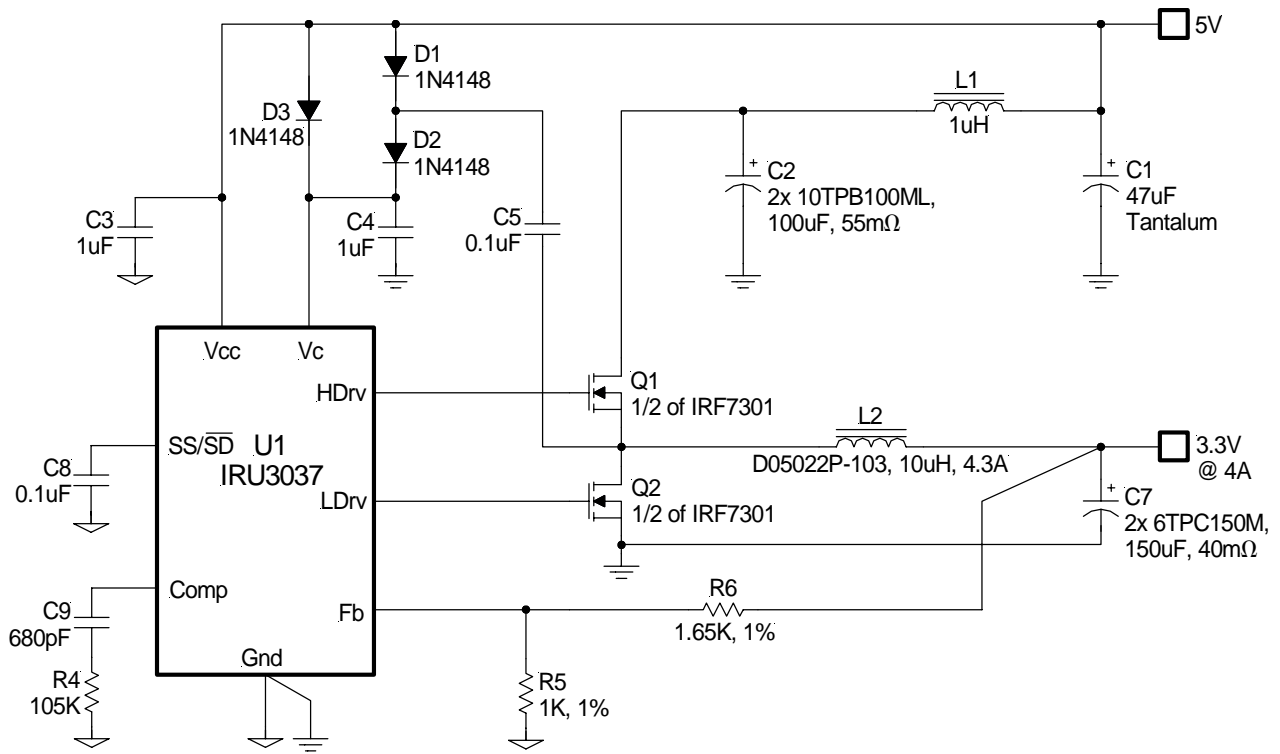 5V
D1
1N4148
D3
1N4148
D2
1N4148
L1
1uH
C2
2x 10TPB100ML,
100uF, 55mΩ
C1
47uF
Tantalum
C3
1uF
C4
1uF
C5
0.1uF
Vcc
Vc
HDrv
Q1
1/2 of IRF7301
SS/SD
U1
IRU3037
C8
0.1uF
L2
D05022P-103, 10uH, 4.3A
3.3V
@ 4A
LDrv
Q2
1/2 of IRF7301
C7
2x 6TPC150M,
150uF, 40mΩ
Comp
C9
680pF
Fb
R6
1.65K, 1%
Gnd
R4
105K
R5
1K, 1%